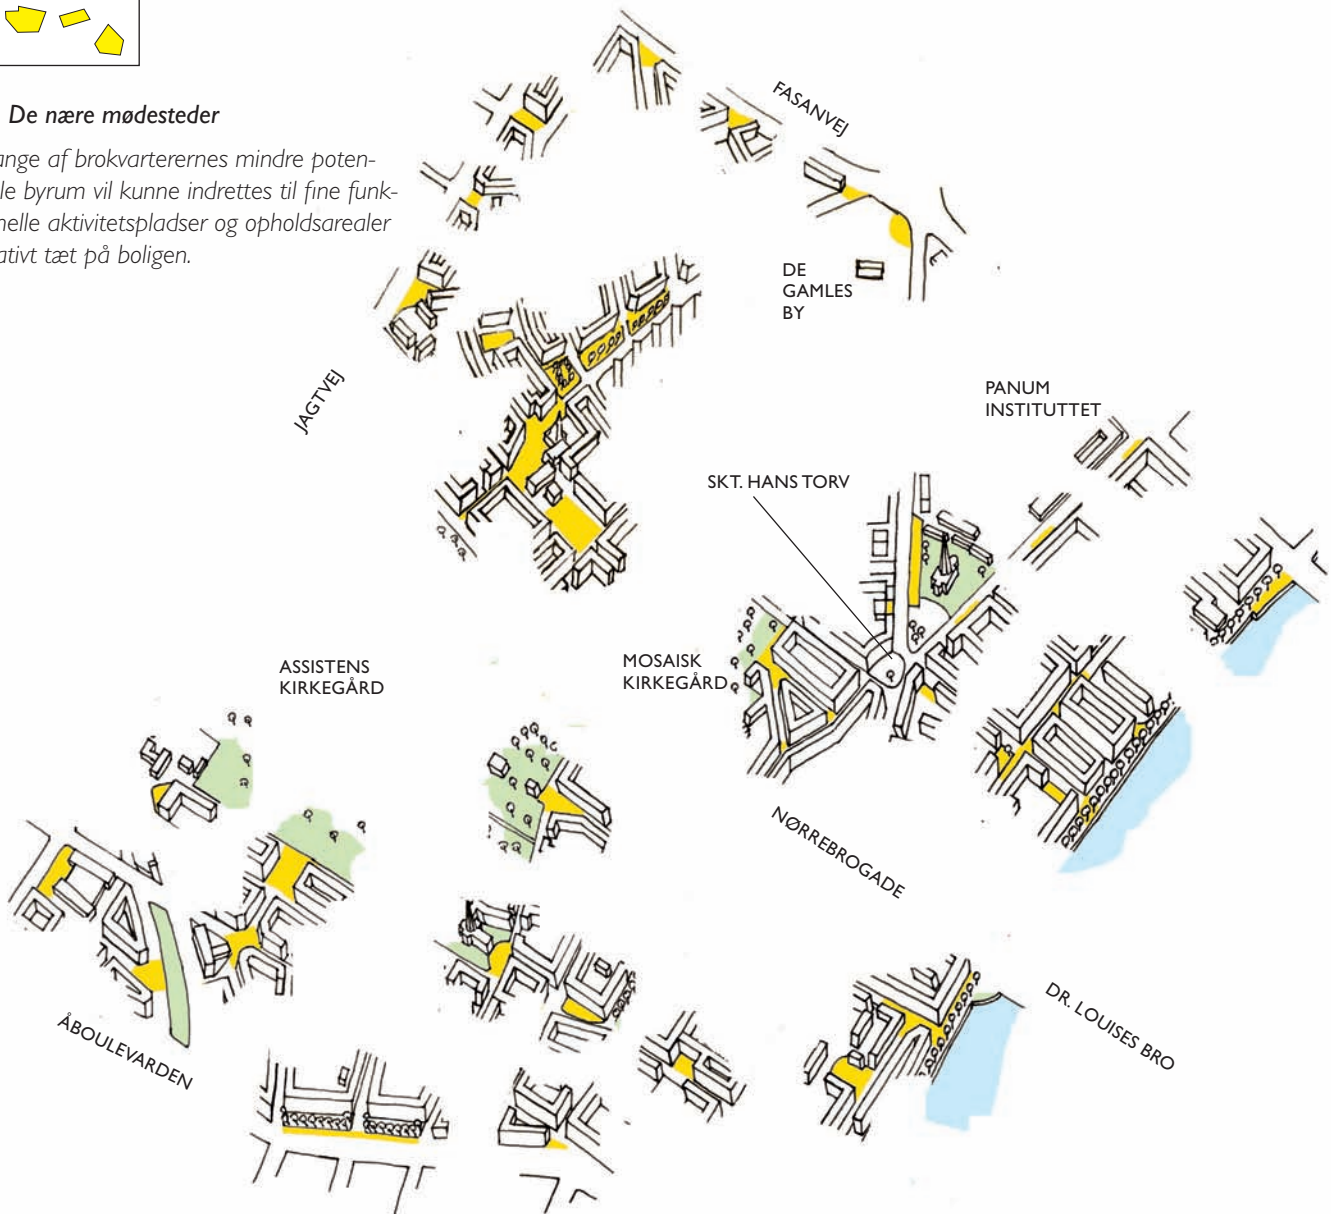 De nære mødesteder
ange af brokvarterernes mindre poten-
le byrum vil kunne indrettes til fine funk-
nelle aktivitetspladser og opholdsarealer
ativt tæt på boligen.
FASANVEJ
DE
GAMLES
BY
JAGTVEJ
PANUM
INSTITUTTET
SKT. HANS TORV
ASSISTENS
KIRKEGÅRD
MOSAISK
KIRKEGÅRD
NØRREBROGADE
ÅBOULEVARDEN
DR. LOUISES BRO